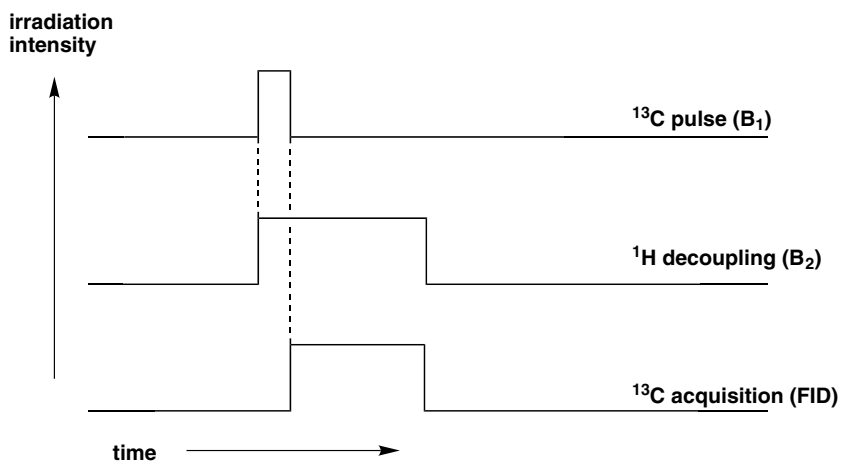 irradiation
intensity
¹³C pulse (B₁)
¹H decoupling (B₂)
¹³C acquisition (FID)
time